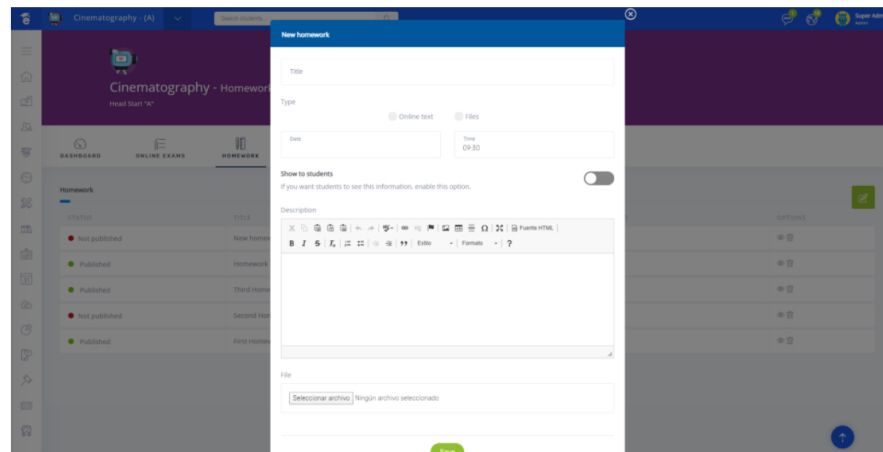 Cinematography - (A)
Search students...
Super Adm
Admin
New homework
Cinematography - Homewor
Head Start "A"
DASHBOARD
ONLINE EXAMS
HOMEWORK
Title
Type
Online text
Files
Date
Time
09:30
Show to students
If you want students to see this information, enable this option.
Homework
STATUS
TITLE
OPTIONS
Not published
New homew
Published
Homework
Published
Third Home
Not published
Second Hon
Published
First Homew
Description
Fuente HTML
Estilo
Formato
File
Seleccionar archivo Ningún archivo seleccionado
Save